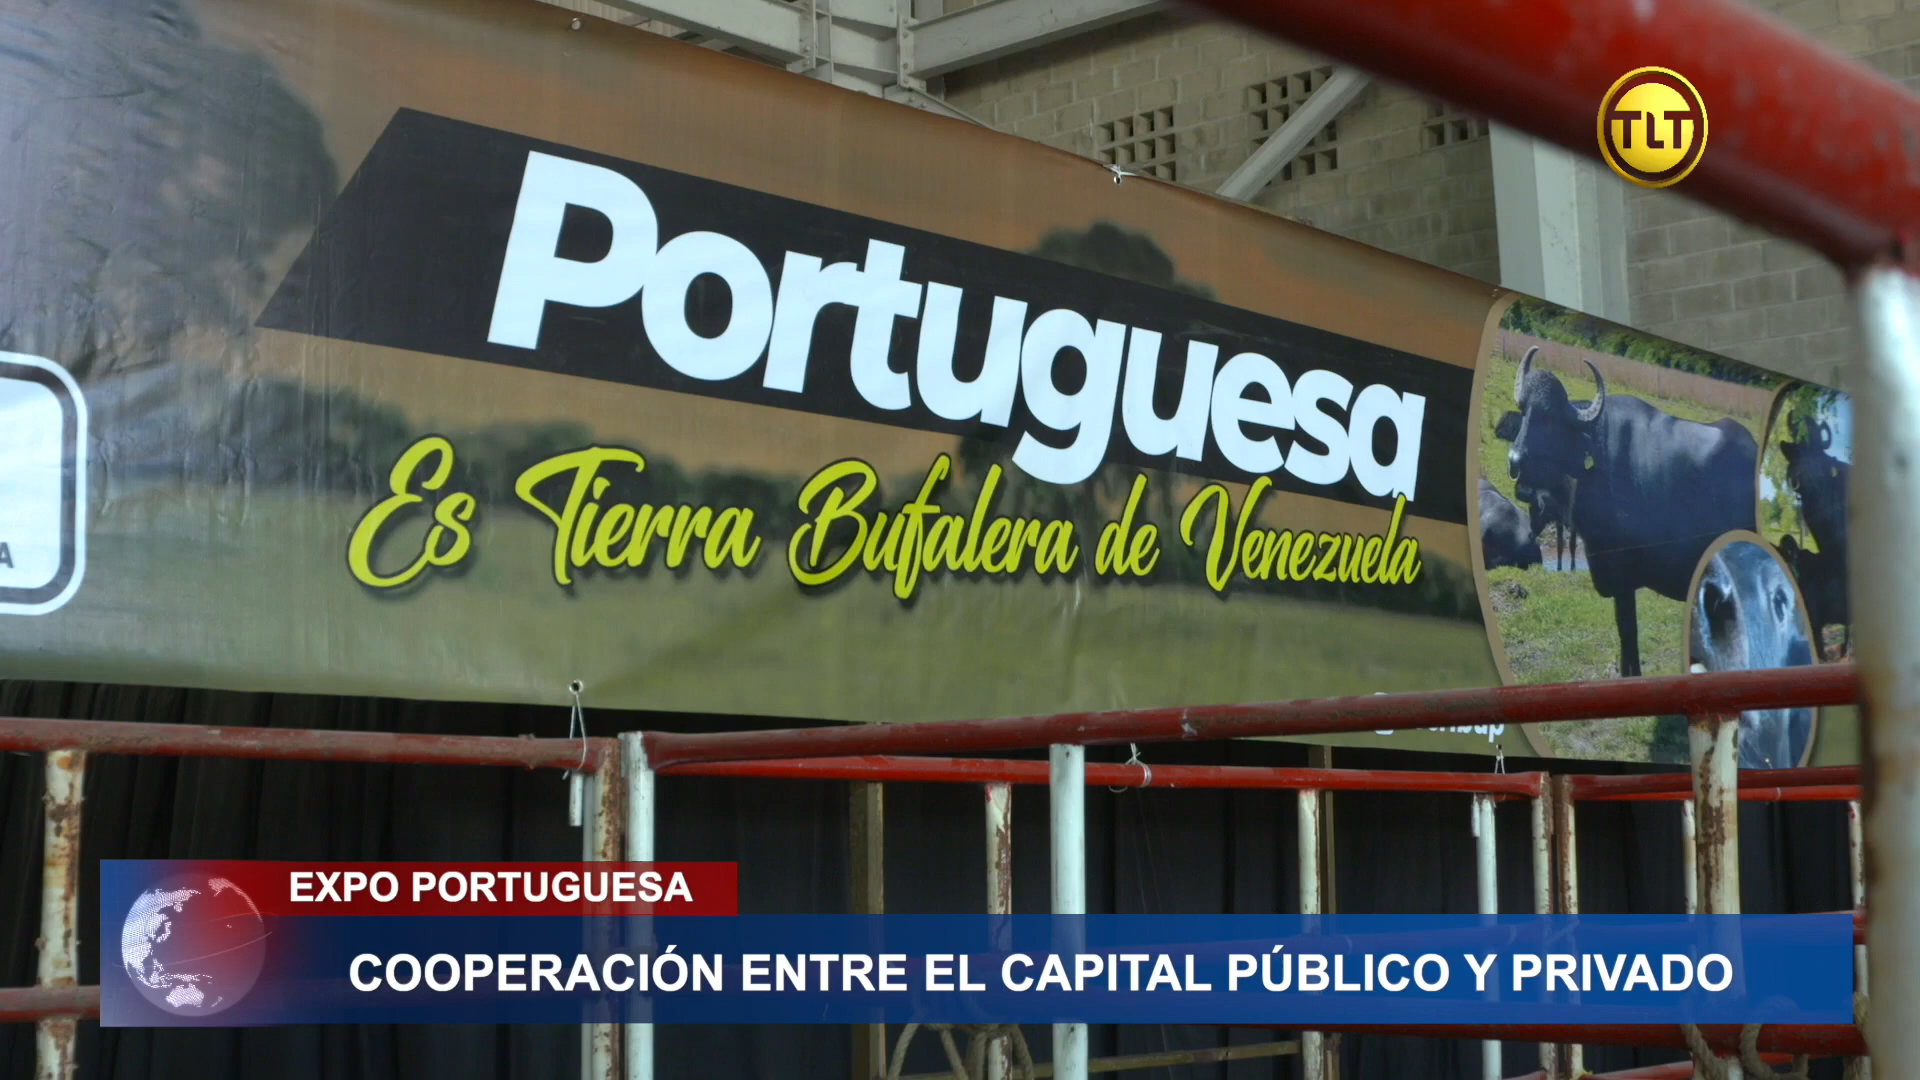 TLT
Portuguesa
Es Tierra Bufalera de Venezuela
A
EXPO PORTUGUESA
COOPERACIÓN ENTRE EL CAPITAL PÚBLICO Y PRIVADO